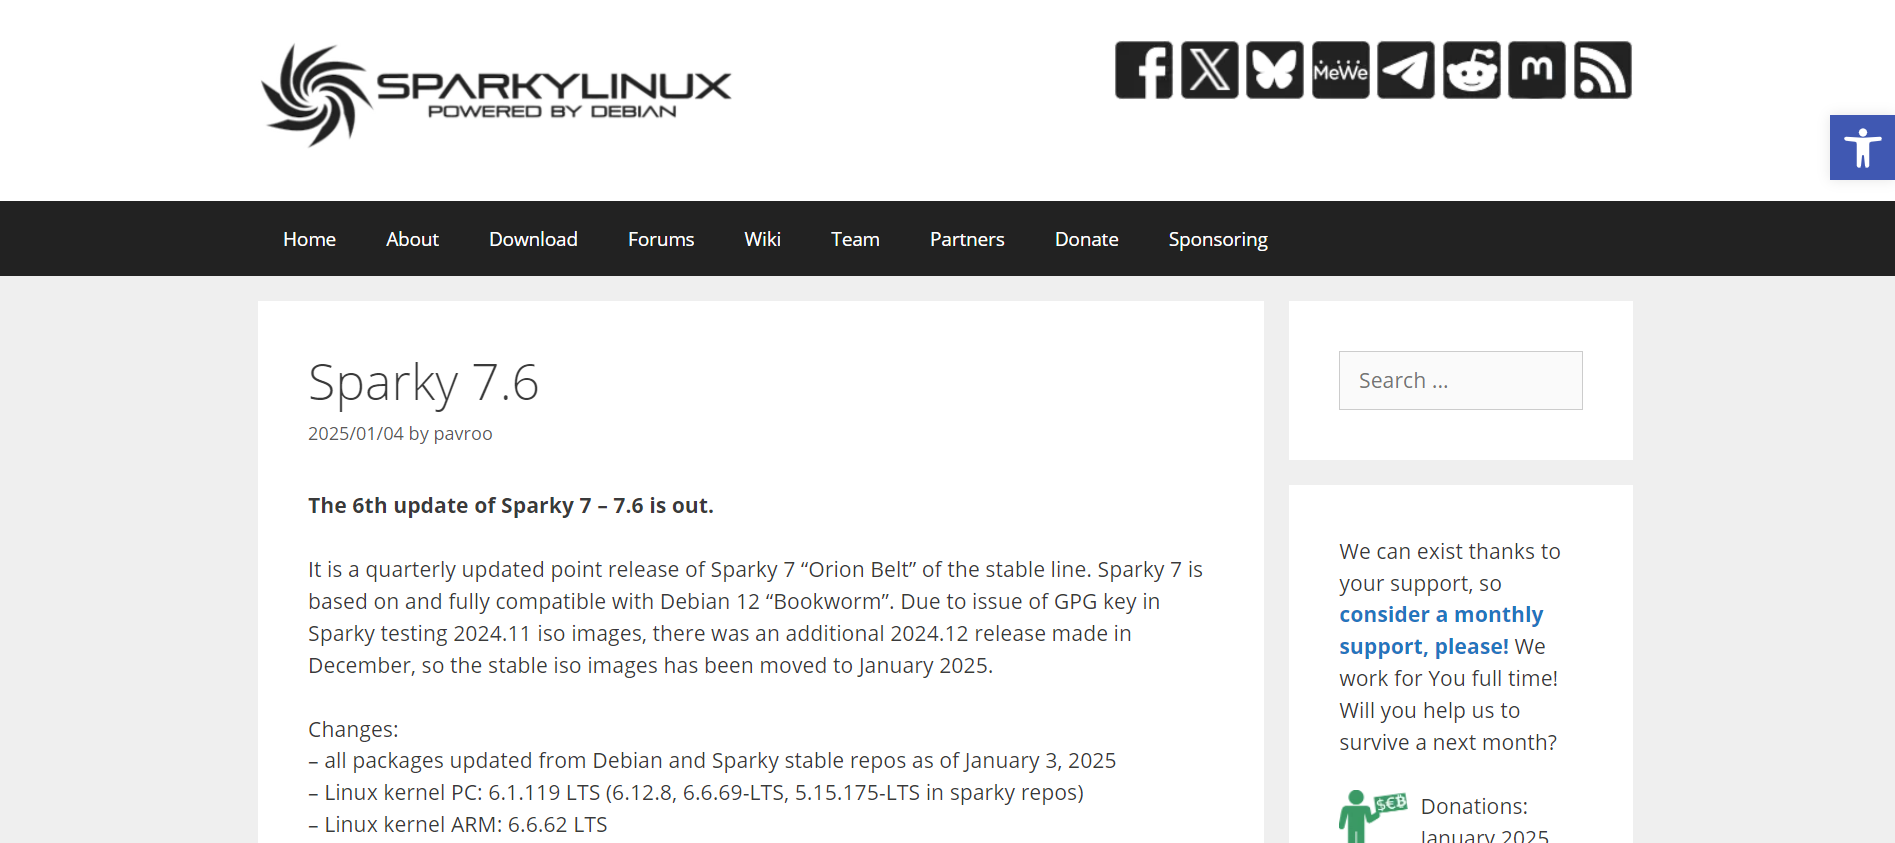 SPARKYLINUX
POWERED BY DEBIAN
MeWe
Home About Download Forums Wiki Team Partners Donate Sponsoring
Sparky 7.6
2025/01/04 by pavroo
The 6th update of Sparky 7 – 7.6 is out.
It is a quarterly updated point release of Sparky 7 “Orion Belt” of the stable line. Sparky 7 is
based on and fully compatible with Debian 12 “Bookworm”. Due to issue of GPG key in
Sparky testing 2024.11 iso images, there was an additional 2024.12 release made in
December, so the stable iso images has been moved to January 2025.
Changes:
– all packages updated from Debian and Sparky stable repos as of January 3, 2025
– Linux kernel PC: 6.1.119 LTS (6.12.8, 6.6.69-LTS, 5.15.175-LTS in sparky repos)
– Linux kernel ARM: 6.6.62 LTS
Search ...
We can exist thanks to
your support, so
consider a monthly
support, please! We
work for You full time!
Will you help us to
survive a next month?
$€₿
Donations:
January 2025